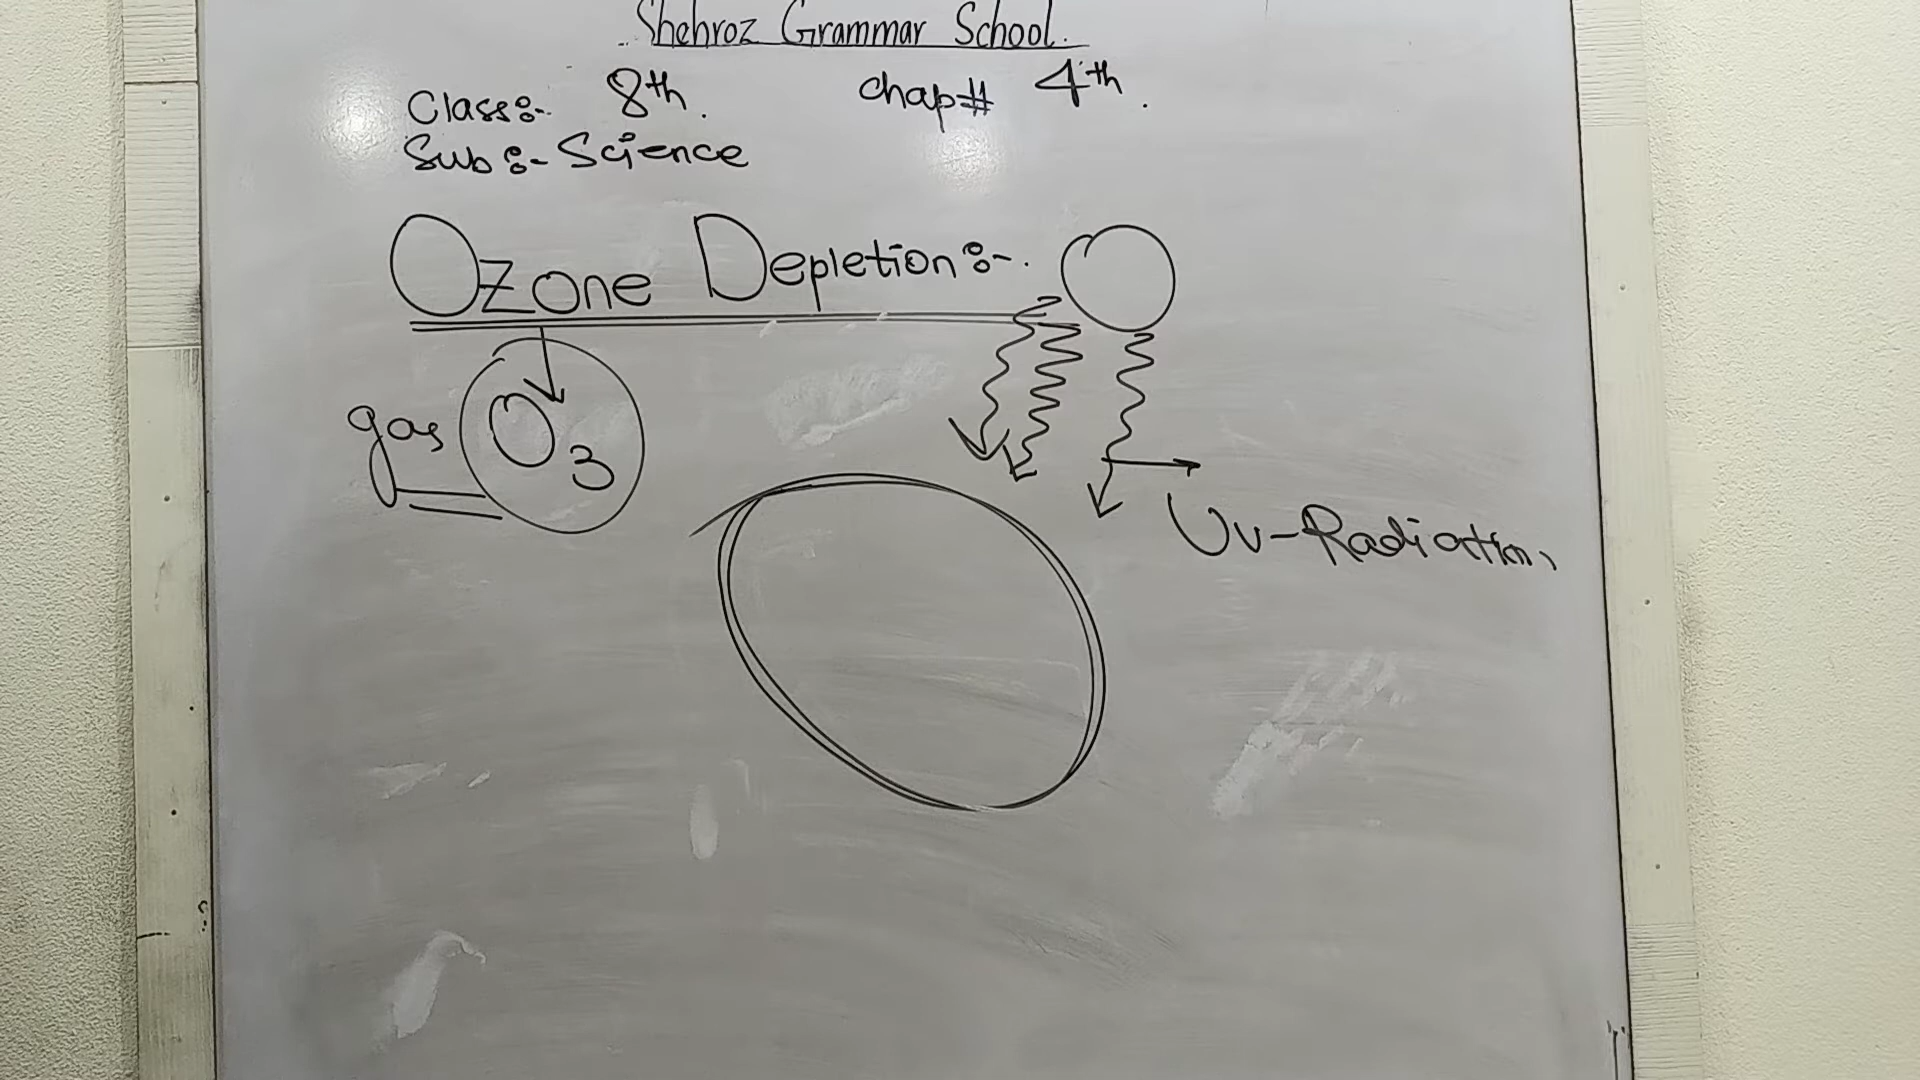 Shehroz Grammar School.
Class:- 8th. chap# 4th.
Sub:- Science
Ozone Depletion:-.
gas O3
Uv-Radiation,